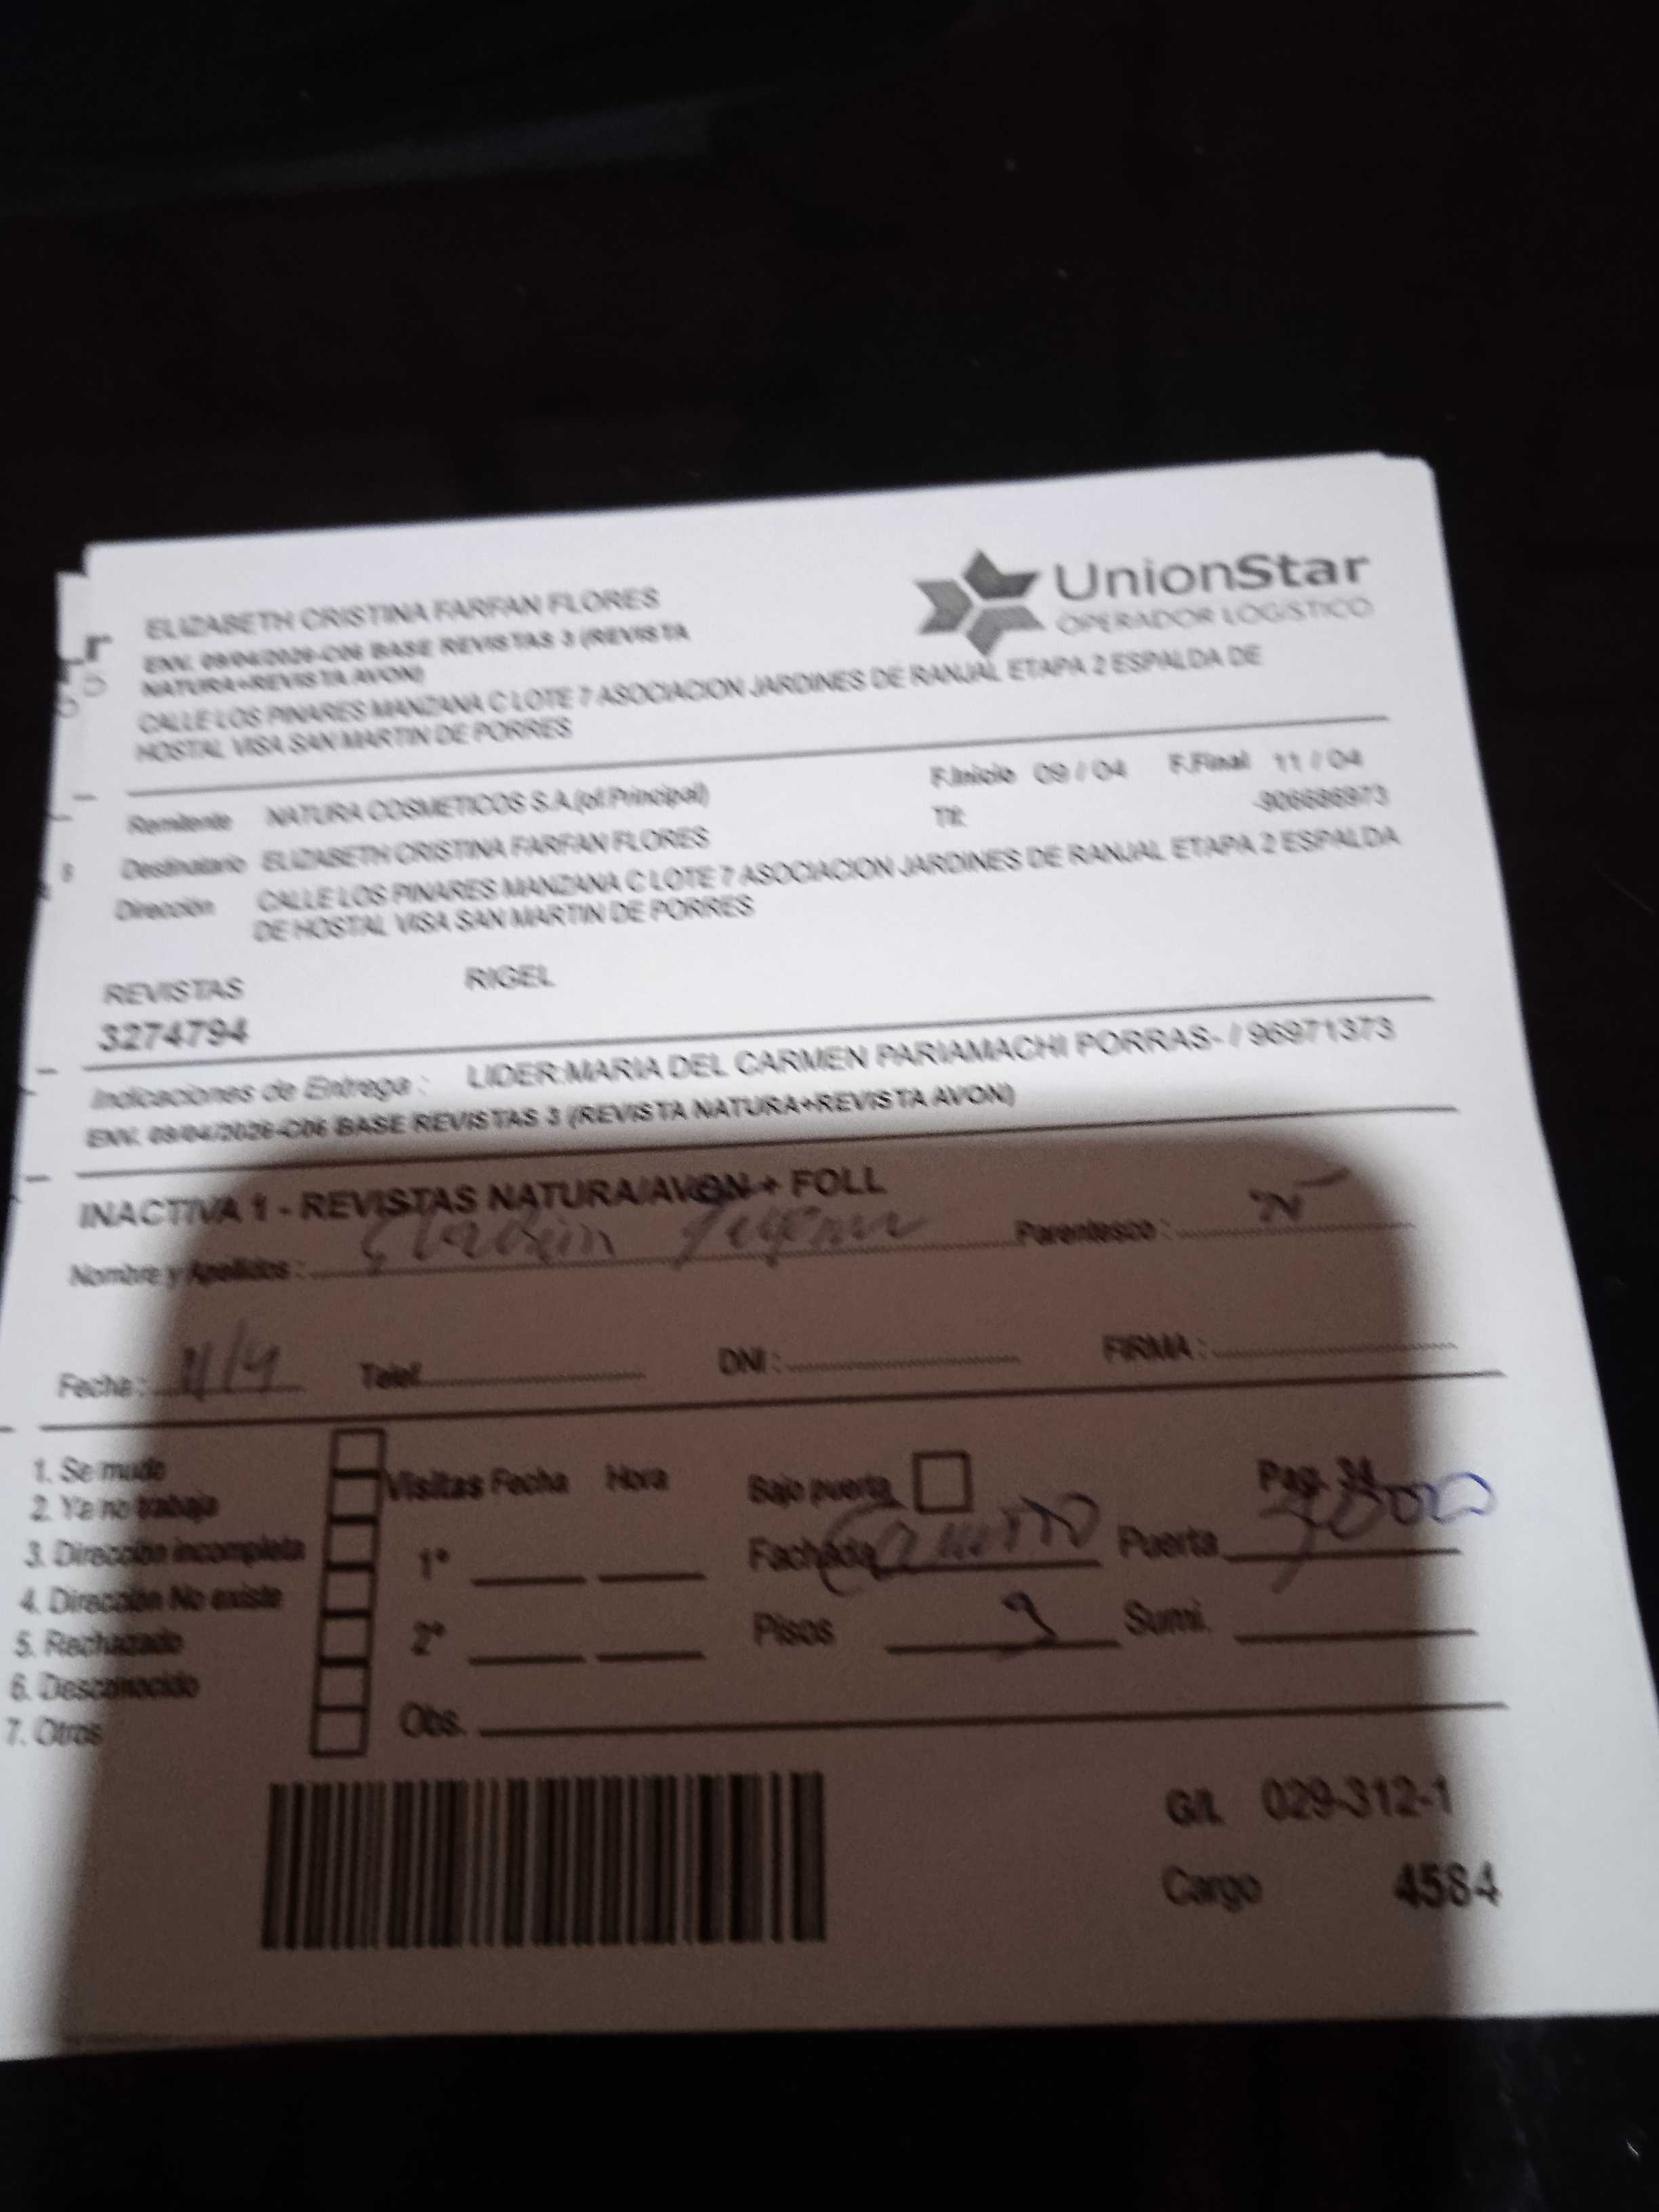 ELIZABETH CRISTINA FARFAN FLORES
UnionStar
OPERADOR LOGÍSTICO
ENV. 09/04/2026-C06 BASE REVISTAS 3 (REVISTA
NATURA+REVISTA AVON)
CALLE LOS PINARES MANZANA C LOTE 7 ASOCIACION JARDINES DE RANJAL ETAPA 2 ESPALDA DE
HOSTAL VISA SAN MARTIN DE PORRES
Remitente NATURA COSMETICOS S.A.(of.Principal) F.Inicio 09 / 04 F.Final 11 / 04
Destinatario ELIZABETH CRISTINA FARFAN FLORES Tlf: -906686973
Dirección CALLE LOS PINARES MANZANA C LOTE 7 ASOCIACION JARDINES DE RANJAL ETAPA 2 ESPALDA
DE HOSTAL VISA SAN MARTIN DE PORRES
REVISTAS RIGEL
3274794
Indicaciones de Entrega : LIDER:MARIA DEL CARMEN PARIAMACHI PORRAS- / 96971373
ENV. 09/04/2026-C06 BASE REVISTAS 3 (REVISTA NATURA+REVISTA AVON)
INACTIVA 1 - REVISTAS NATURA/AVON + FOLL
Nombre y Apellidos : Parentesco :
Fecha : 11/4 Telef. DNI : FIRMA :
1. Se mudo
2. Ya no trabaja
3. Dirección incompleta
4. Dirección No existe
5. Rechazado
6. Desconocido
7. Otros
Visitas Fecha Hora
1°
2°
Obs.
Bajo puerta Pag. 34
Fachada Puerta
Pisos Sumi.
G/L 029-312-1
Cargo 4584